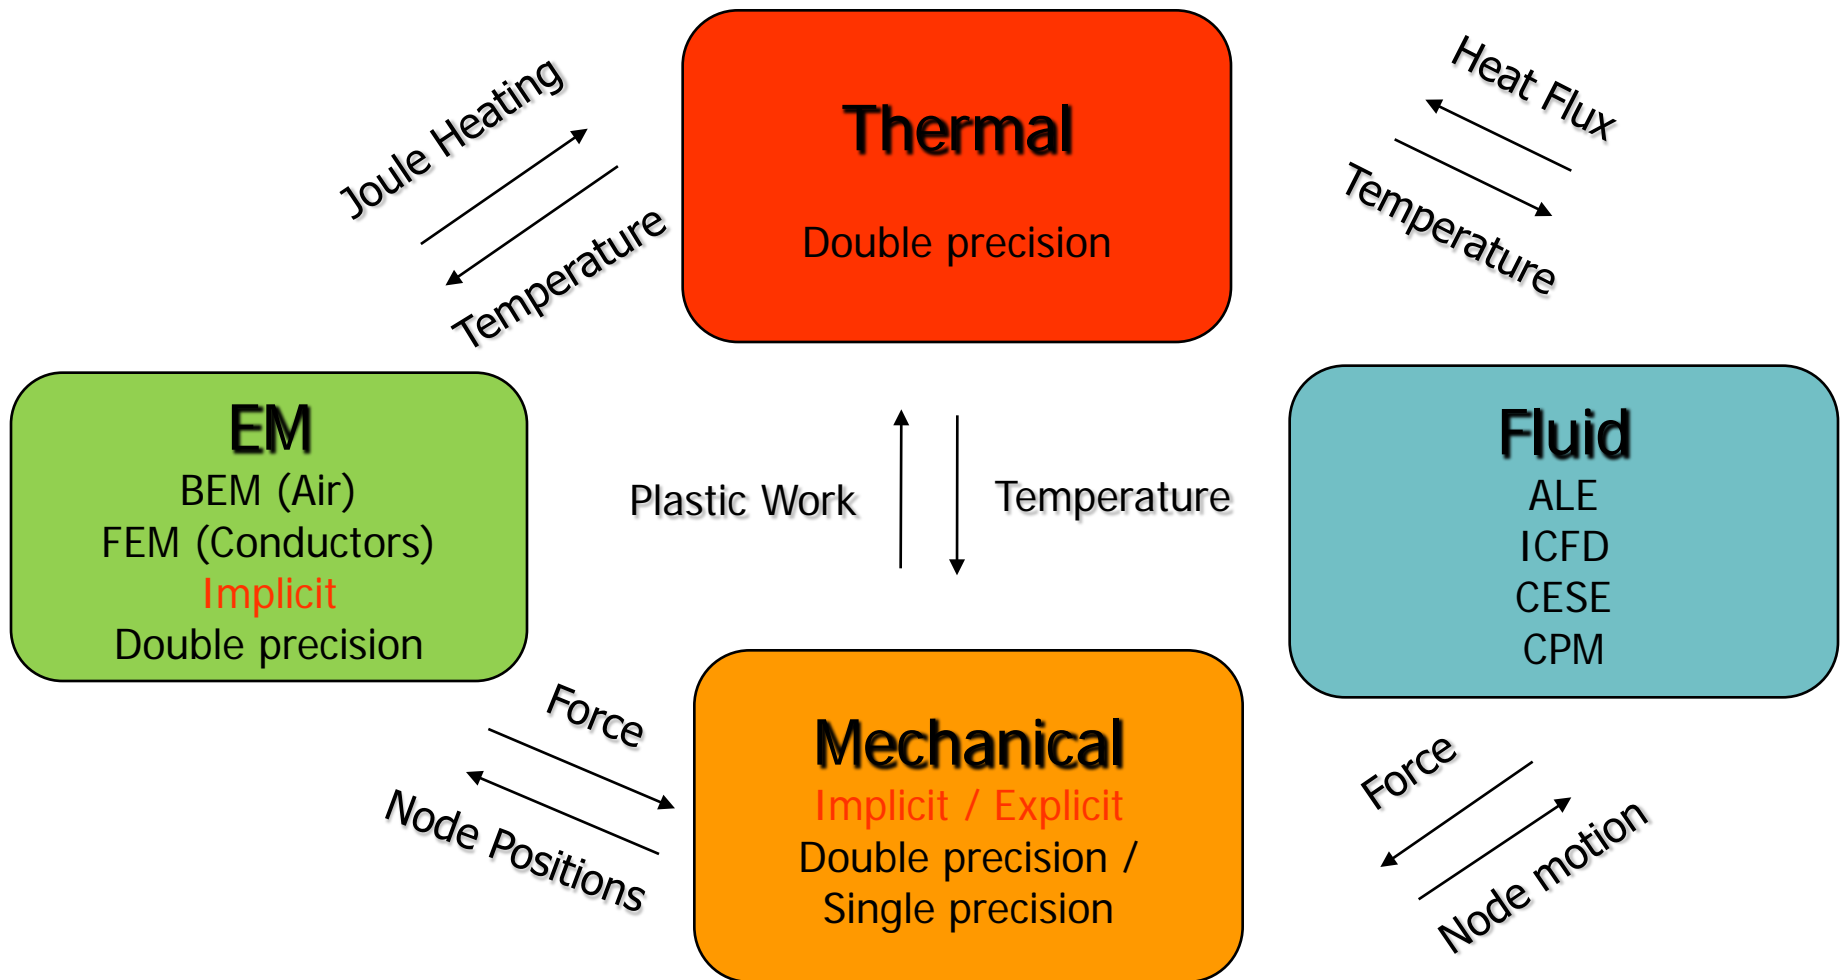 Joule Heating
Temperature
Thermal
Double precision
Heat Flux
Temperature
EM
BEM (Air)
FEM (Conductors)
Implicit
Double precision
Plastic Work
Temperature
Fluid
ALE
ICFD
CESE
CPM
Force
Node Positions
Mechanical
Implicit / Explicit
Double precision /
Single precision
Force
Node motion